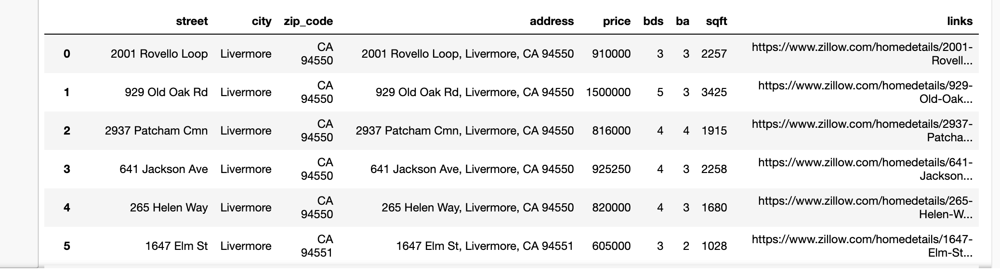 street city zip_code address price bds ba sqft links
0 2001 Rovello Loop Livermore CA 94550 2001 Rovello Loop, Livermore, CA 94550 910000 3 3 2257 https://www.zillow.com/homedetails/2001-Rovell...
1 929 Old Oak Rd Livermore CA 94550 929 Old Oak Rd, Livermore, CA 94550 1500000 5 3 3425 https://www.zillow.com/homedetails/929-Old-Oak...
2 2937 Patcham Cmn Livermore CA 94550 2937 Patcham Cmn, Livermore, CA 94550 816000 4 4 1915 https://www.zillow.com/homedetails/2937-Patcha...
3 641 Jackson Ave Livermore CA 94550 641 Jackson Ave, Livermore, CA 94550 925250 4 3 2258 https://www.zillow.com/homedetails/641-Jackson...
4 265 Helen Way Livermore CA 94550 265 Helen Way, Livermore, CA 94550 820000 4 3 1680 https://www.zillow.com/homedetails/265-Helen-W...
5 1647 Elm St Livermore CA 94551 1647 Elm St, Livermore, CA 94551 605000 3 2 1028 https://www.zillow.com/homedetails/1647-Elm-St...